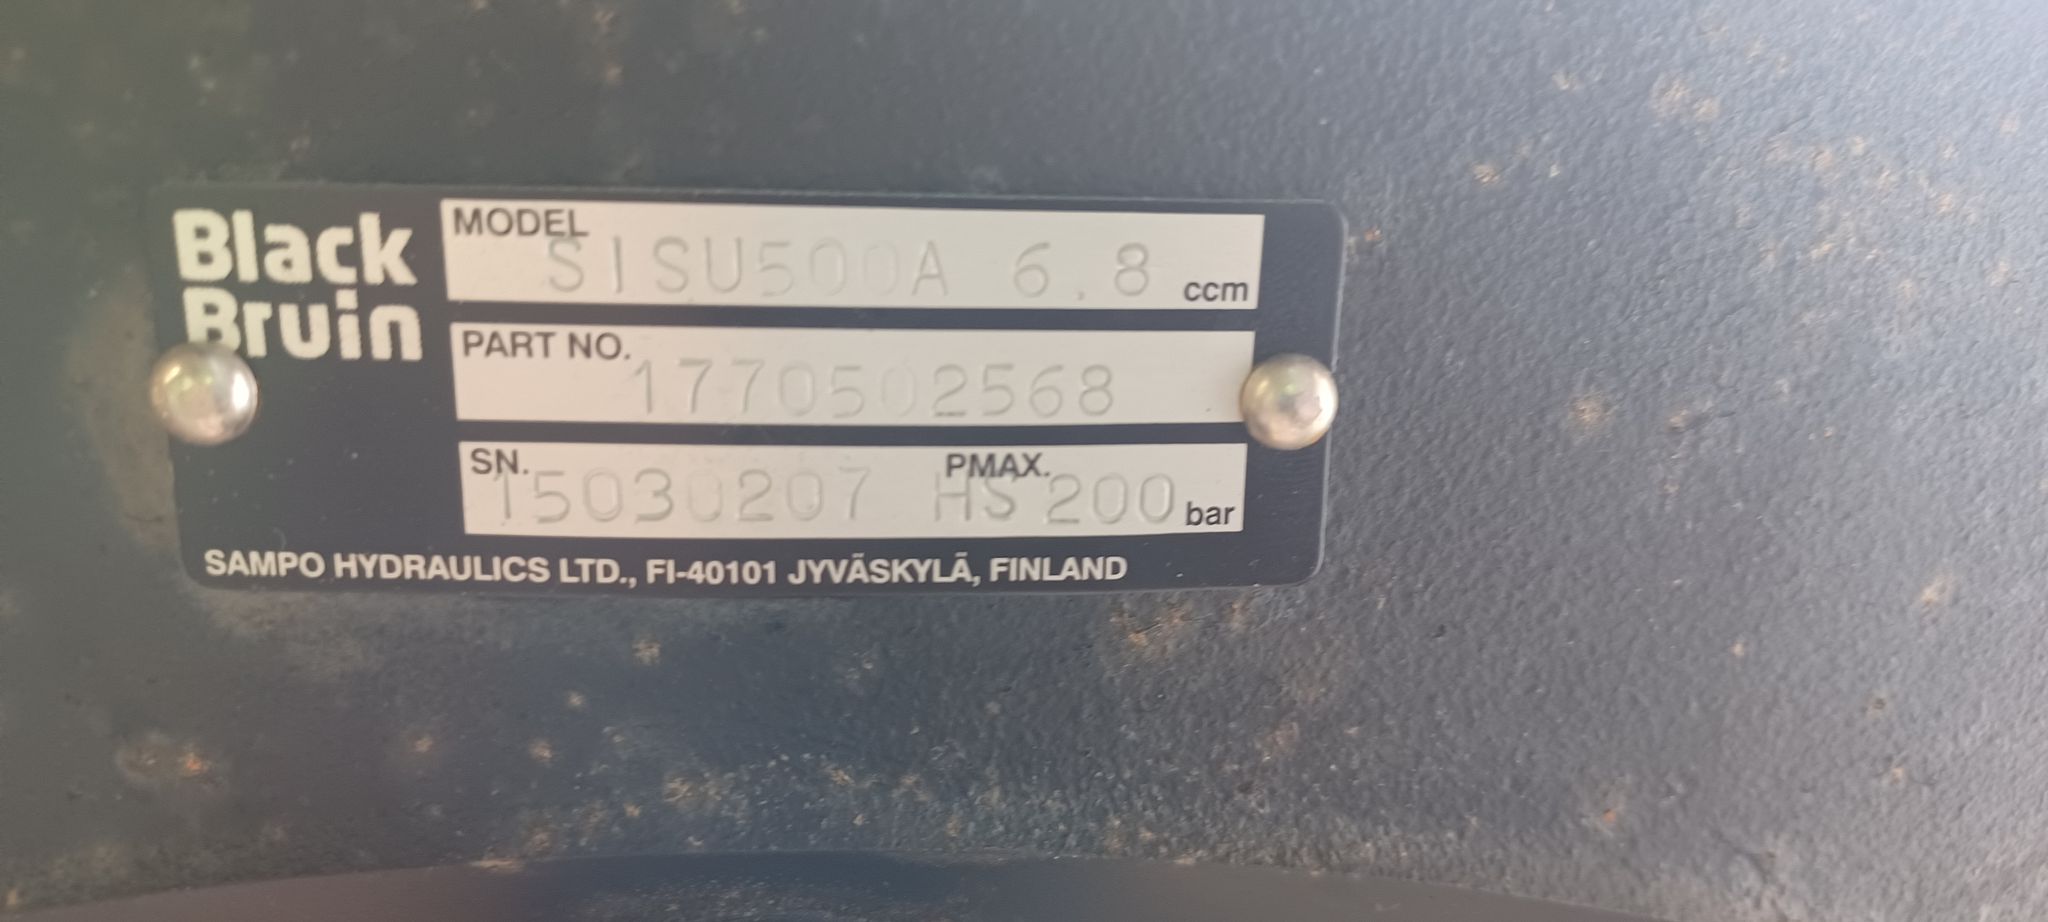 Black
Bruin
MODEL
SISU500A 6.8 ccm
PART NO.
1770502568
SN. PMAX.
15030207 HS 200 bar
SAMPO HYDRAULICS LTD., FI-40101 JYVÄSKYLÄ, FINLAND